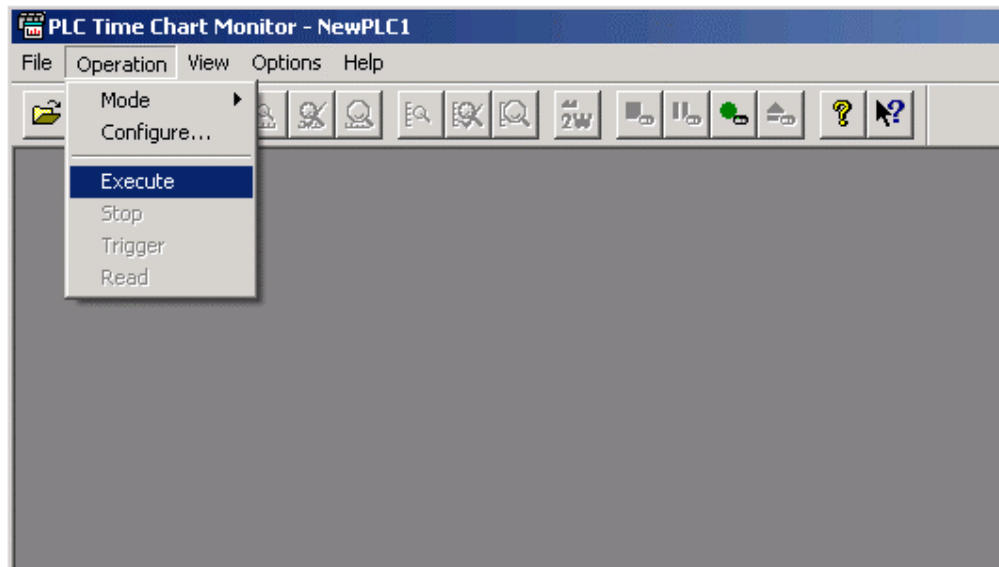 PLC Time Chart Monitor - NewPLC1
File Operation View Options Help
2W
Mode
Configure...
Execute
Stop
Trigger
Read